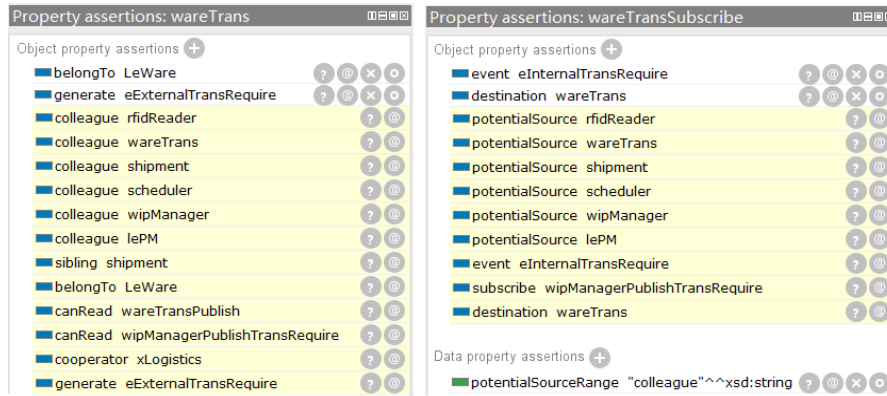 Property assertions: wareTrans
Object property assertions
belongTo LeWare
generate eExternalTransRequire
colleague rfidReader
colleague wareTrans
colleague shipment
colleague scheduler
colleague wipManager
colleague lePM
sibling shipment
belongTo LeWare
canRead wareTransPublish
canRead wipManagerPublishTransRequire
cooperator xLogistics
generate eExternalTransRequire
Property assertions: wareTransSubscribe
Object property assertions
event eInternalTransRequire
destination wareTrans
potentialSource rfidReader
potentialSource wareTrans
potentialSource shipment
potentialSource scheduler
potentialSource wipManager
potentialSource lePM
event eInternalTransRequire
subscribe wipManagerPublishTransRequire
destination wareTrans
Data property assertions
potentialSourceRange "colleague"^^xsd:string